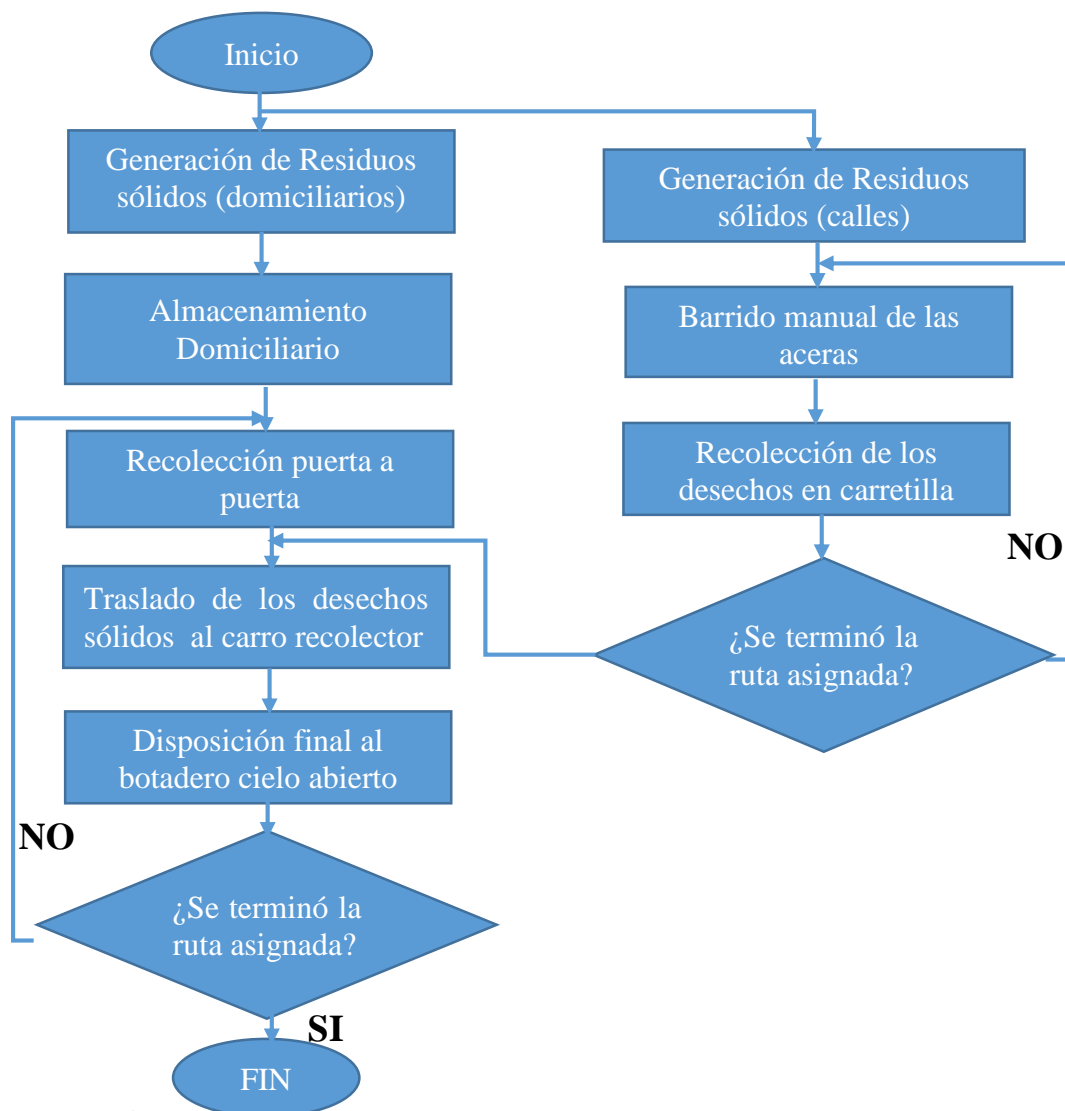 Inicio
Generación de Residuos
sólidos (domiciliarios)
Generación de Residuos
sólidos (calles)
Almacenamiento
Domiciliario
Barrido manual de las
aceras
Recolección puerta a
puerta
Recolección de los
desechos en carretilla
NO
Traslado de los desechos
sólidos al carro recolector
¿Se terminó la
ruta asignada?
Disposición final al
botadero cielo abierto
NO
¿Se terminó la
ruta asignada?
SI
FIN